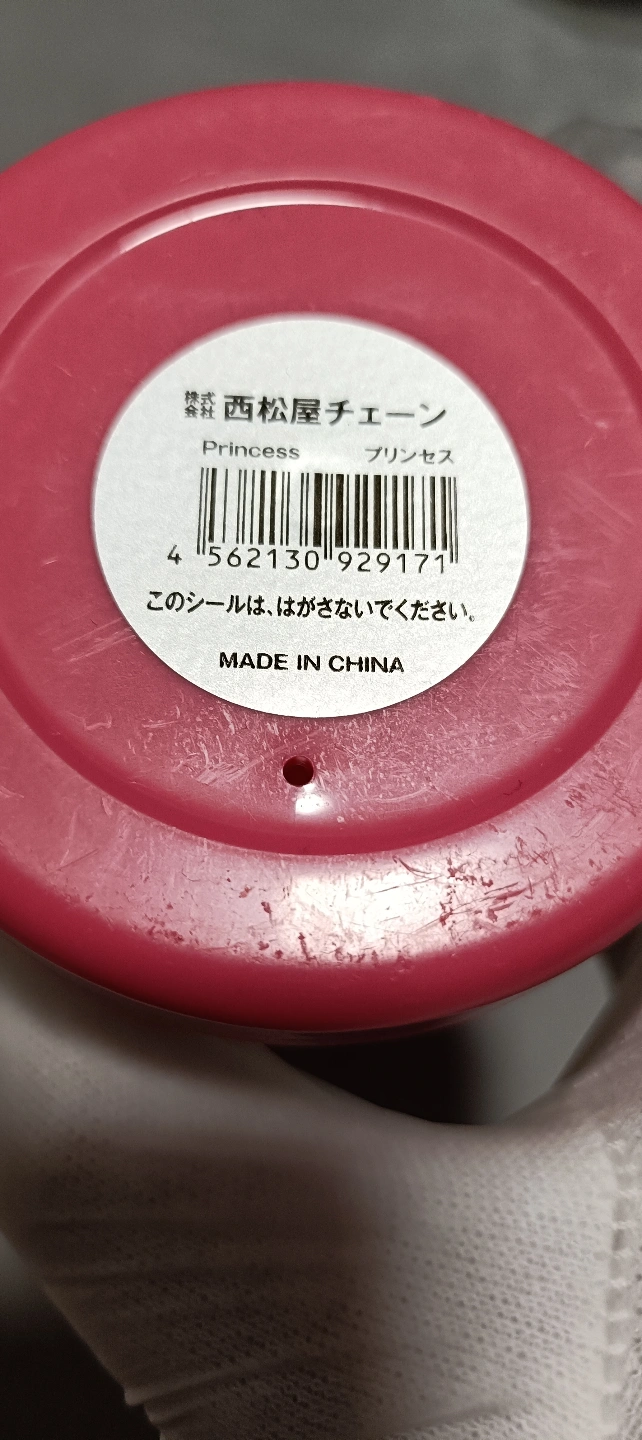 株式会社 西松屋チェーン
Princess プリンセス
4 562130 929171
このシールは、はがさないでください。
MADE IN CHINA